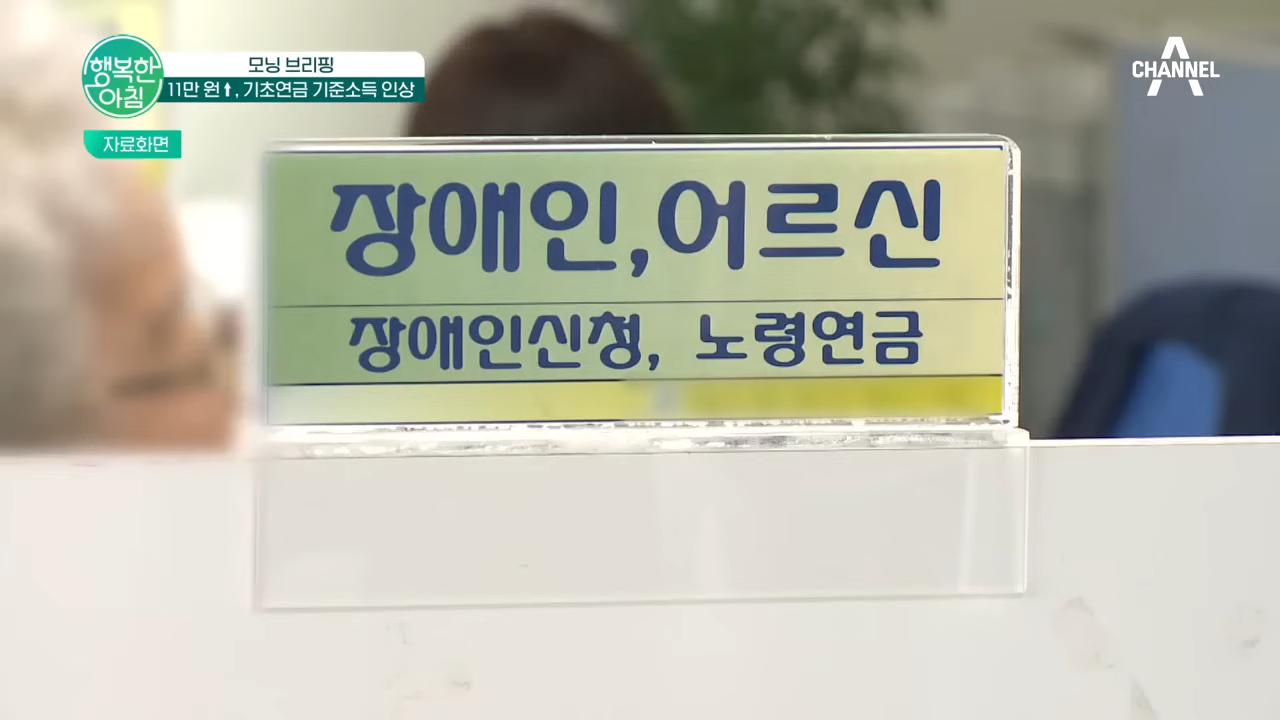 행복한
아침
모닝 브리핑
11만 원⬆, 기초연금 기준소득 인상
자료화면
CHANNEL A
장애인,어르신
장애인신청, 노령연금